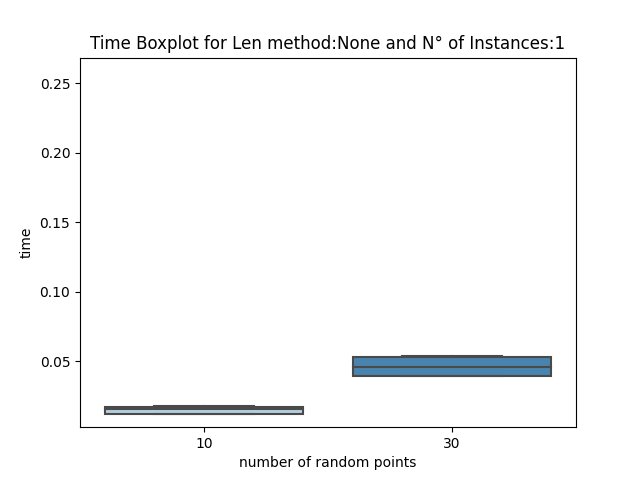 Time Boxplot for Len method:None and N° of Instances:1
0.25
0.20
0.15
0.10
0.05
time
10 30
number of random points